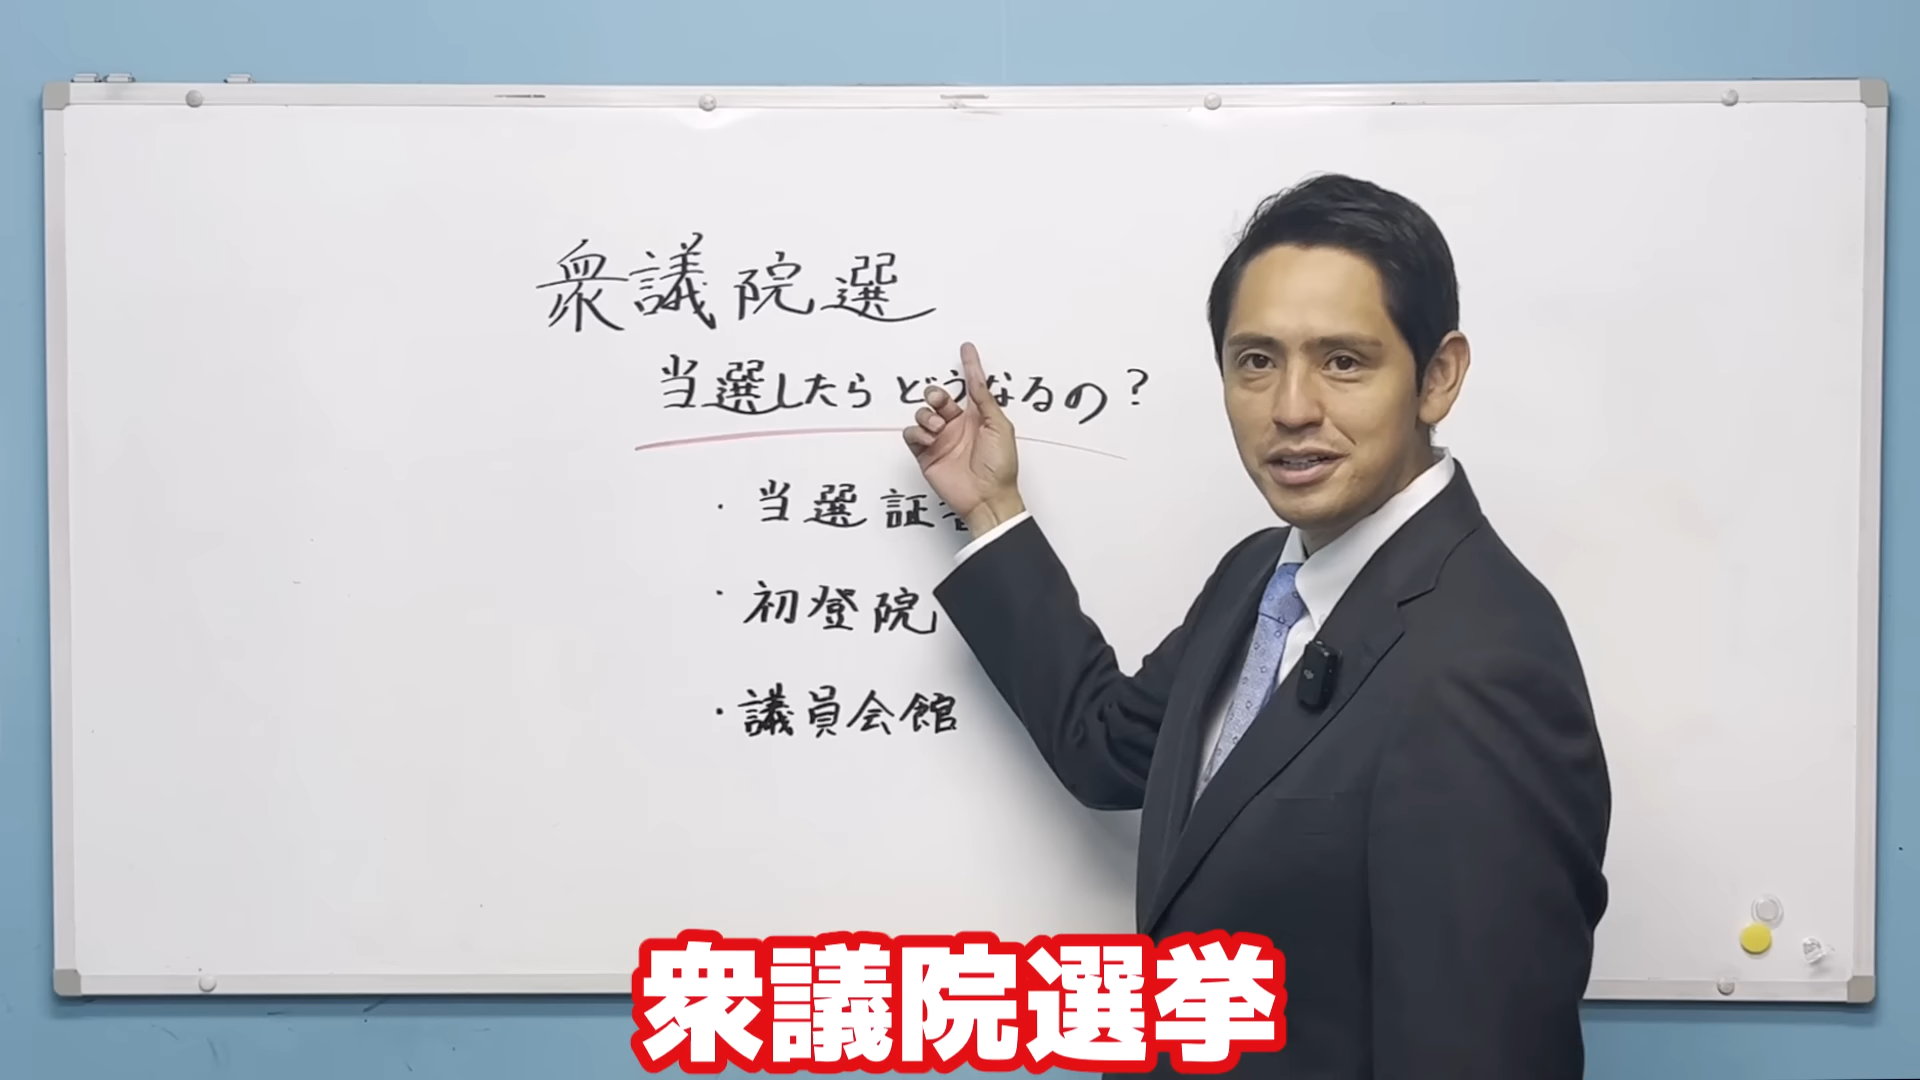 衆議院選
当選したらどうなるの?
・当選証
・初登院
・議員会館
衆議院選挙